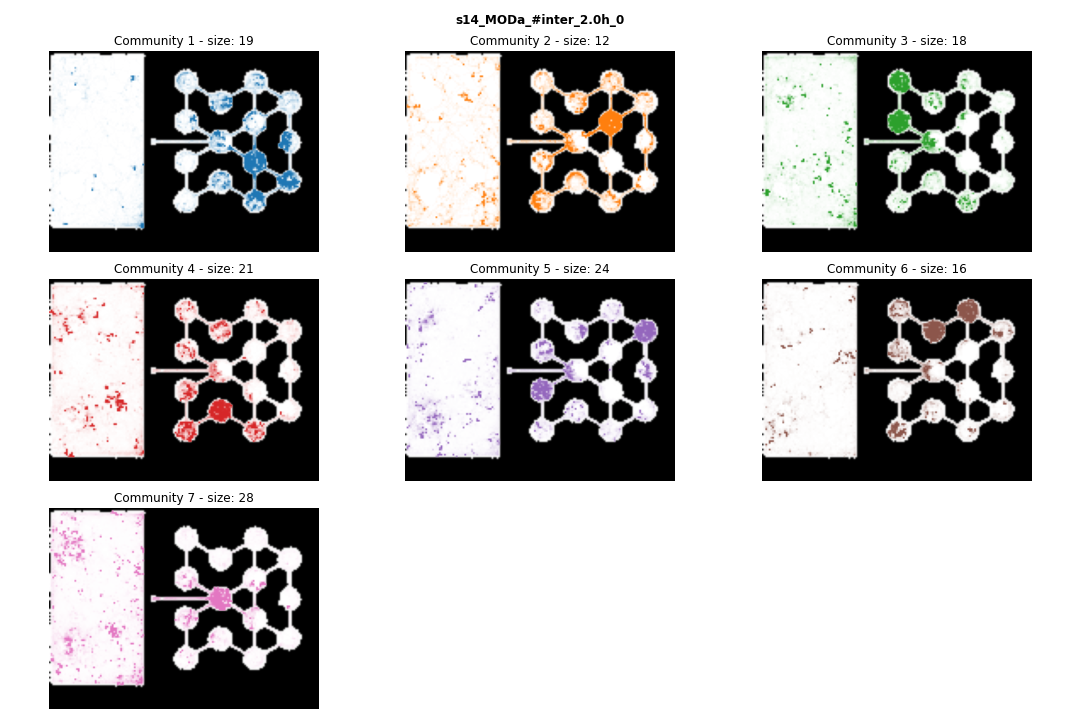 s14_MODa_#inter_2.0h_0
Community 1 - size: 19
Community 2 - size: 12
Community 3 - size: 18
Community 4 - size: 21
Community 5 - size: 24
Community 6 - size: 16
Community 7 - size: 28